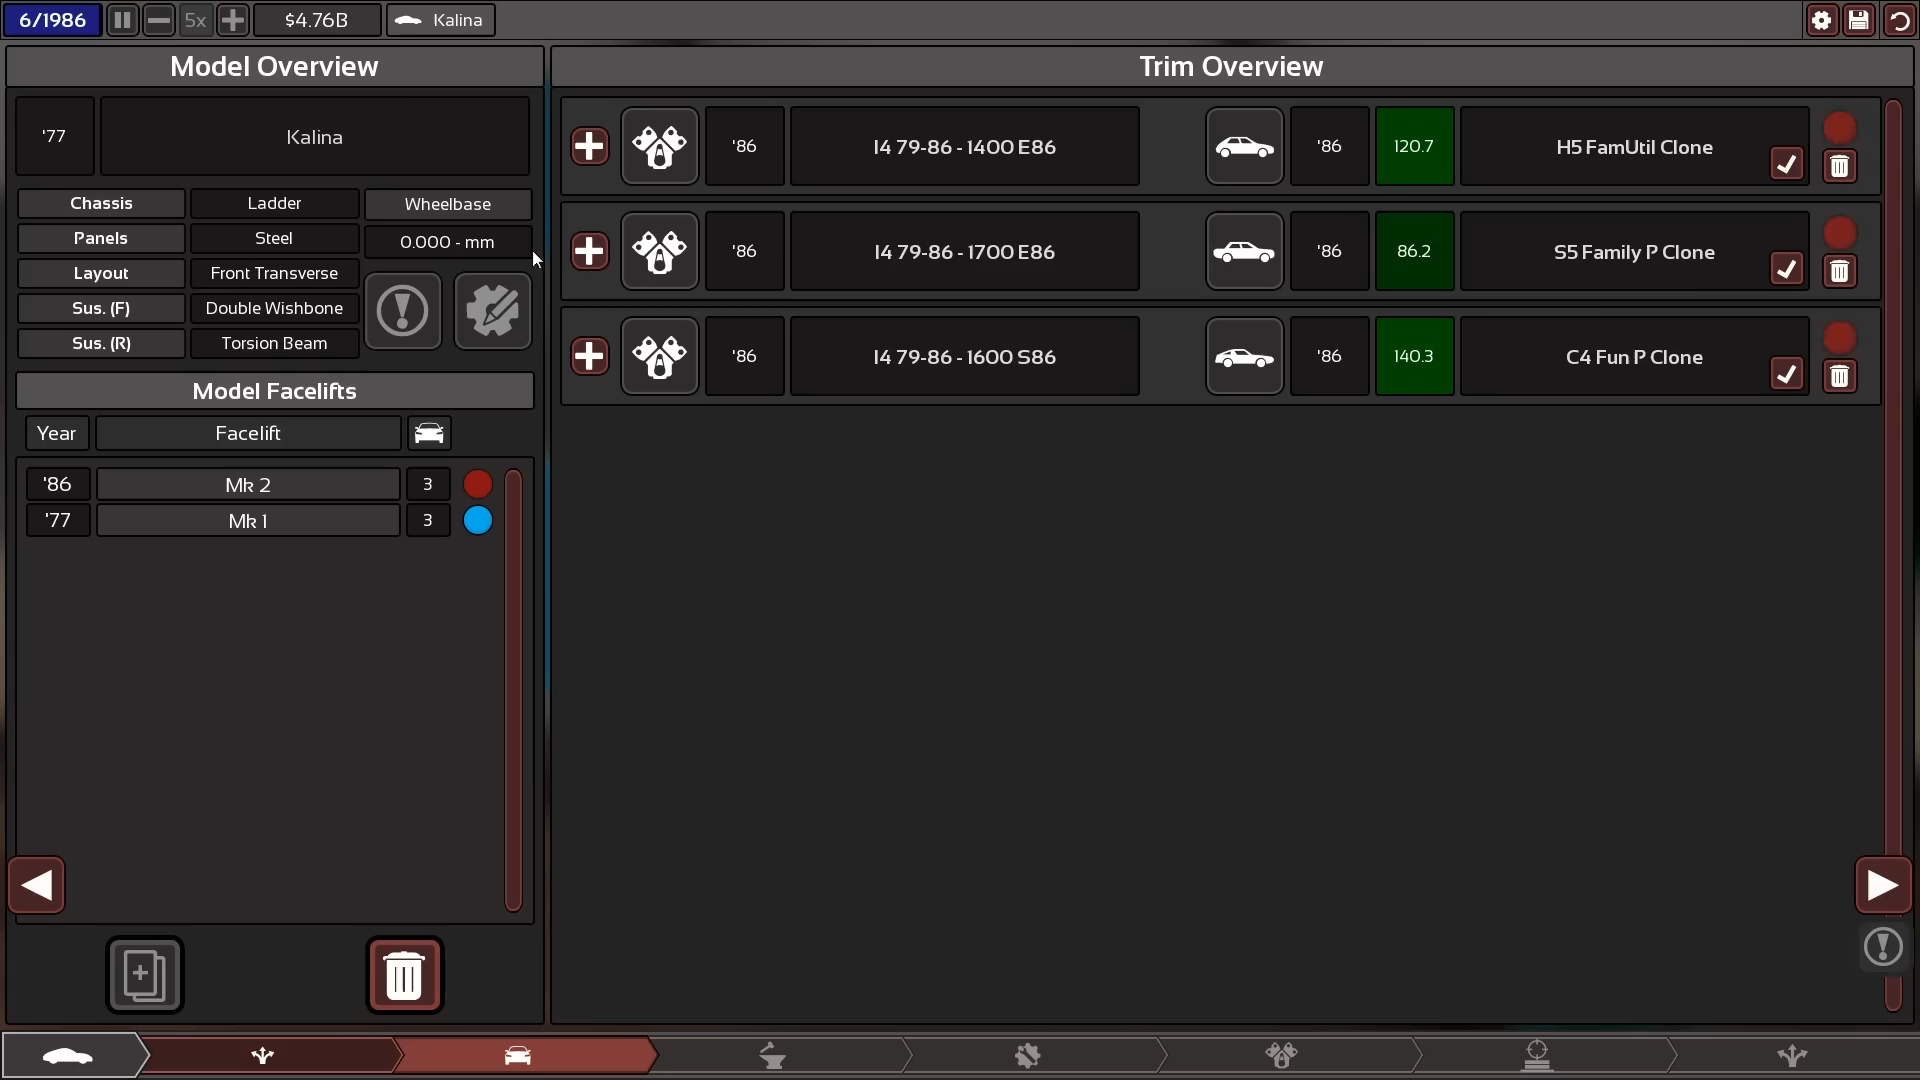 6/1986
5x
$4.76B
Kalina
Model Overview
Trim Overview
'77
Kalina
Chassis
Ladder
Wheelbase
Panels
Steel
0.000 - mm
Layout
Front Transverse
Sus. (F)
Double Wishbone
Sus. (R)
Torsion Beam
Model Facelifts
Year
Facelift
'86
Mk 2
3
'77
Mk 1
3
'86
I4 79-86 - 1400 E86
'86
120.7
H5 FamUtil Clone
'86
I4 79-86 - 1700 E86
'86
86.2
S5 Family P Clone
'86
I4 79-86 - 1600 S86
'86
140.3
C4 Fun P Clone